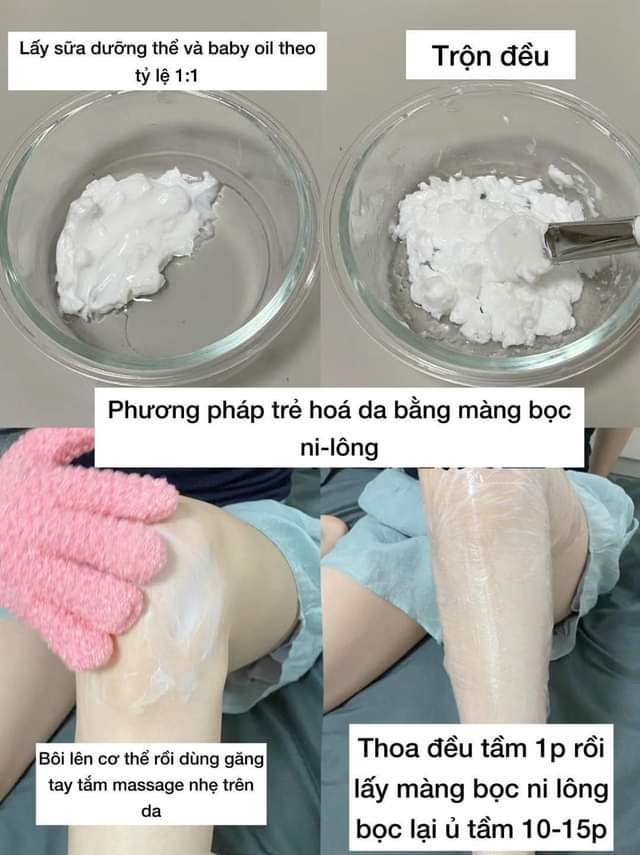 Lấy sữa dưỡng thể và baby oil theo
tỷ lệ 1:1
Trộn đều
Phương pháp trẻ hoá da bằng màng bọc
ni-lông
Bôi lên cơ thể rồi dùng găng
tay tắm massage nhẹ trên
da
Thoa đều tầm 1p rồi
lấy màng bọc ni lông
bọc lại ủ tầm 10-15p